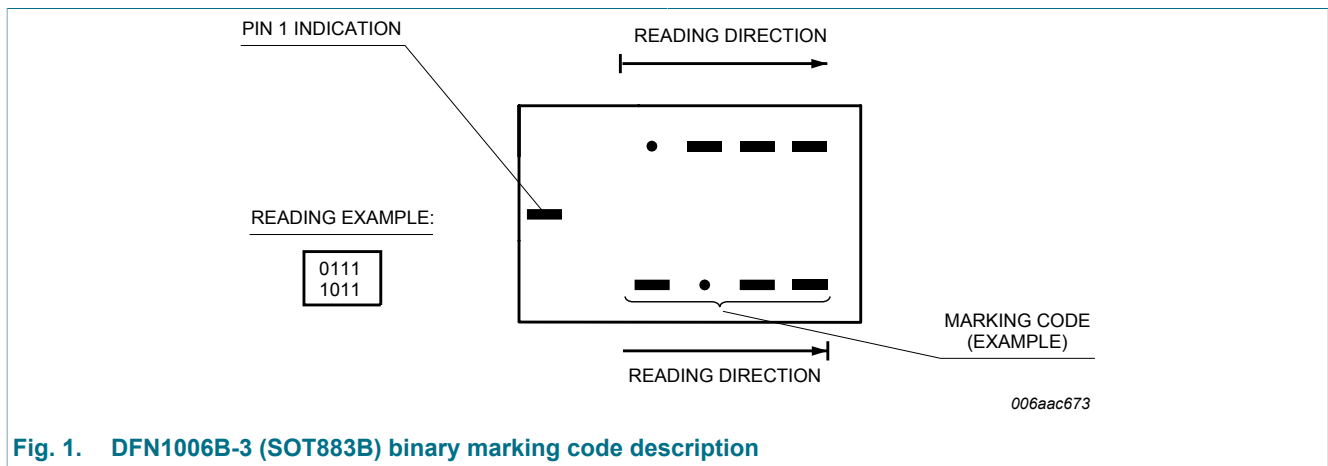 PIN 1 INDICATION
READING DIRECTION
READING EXAMPLE:
0111
1011
MARKING CODE
(EXAMPLE)
READING DIRECTION
006aac673
Fig. 1. DFN1006B-3 (SOT883B) binary marking code description